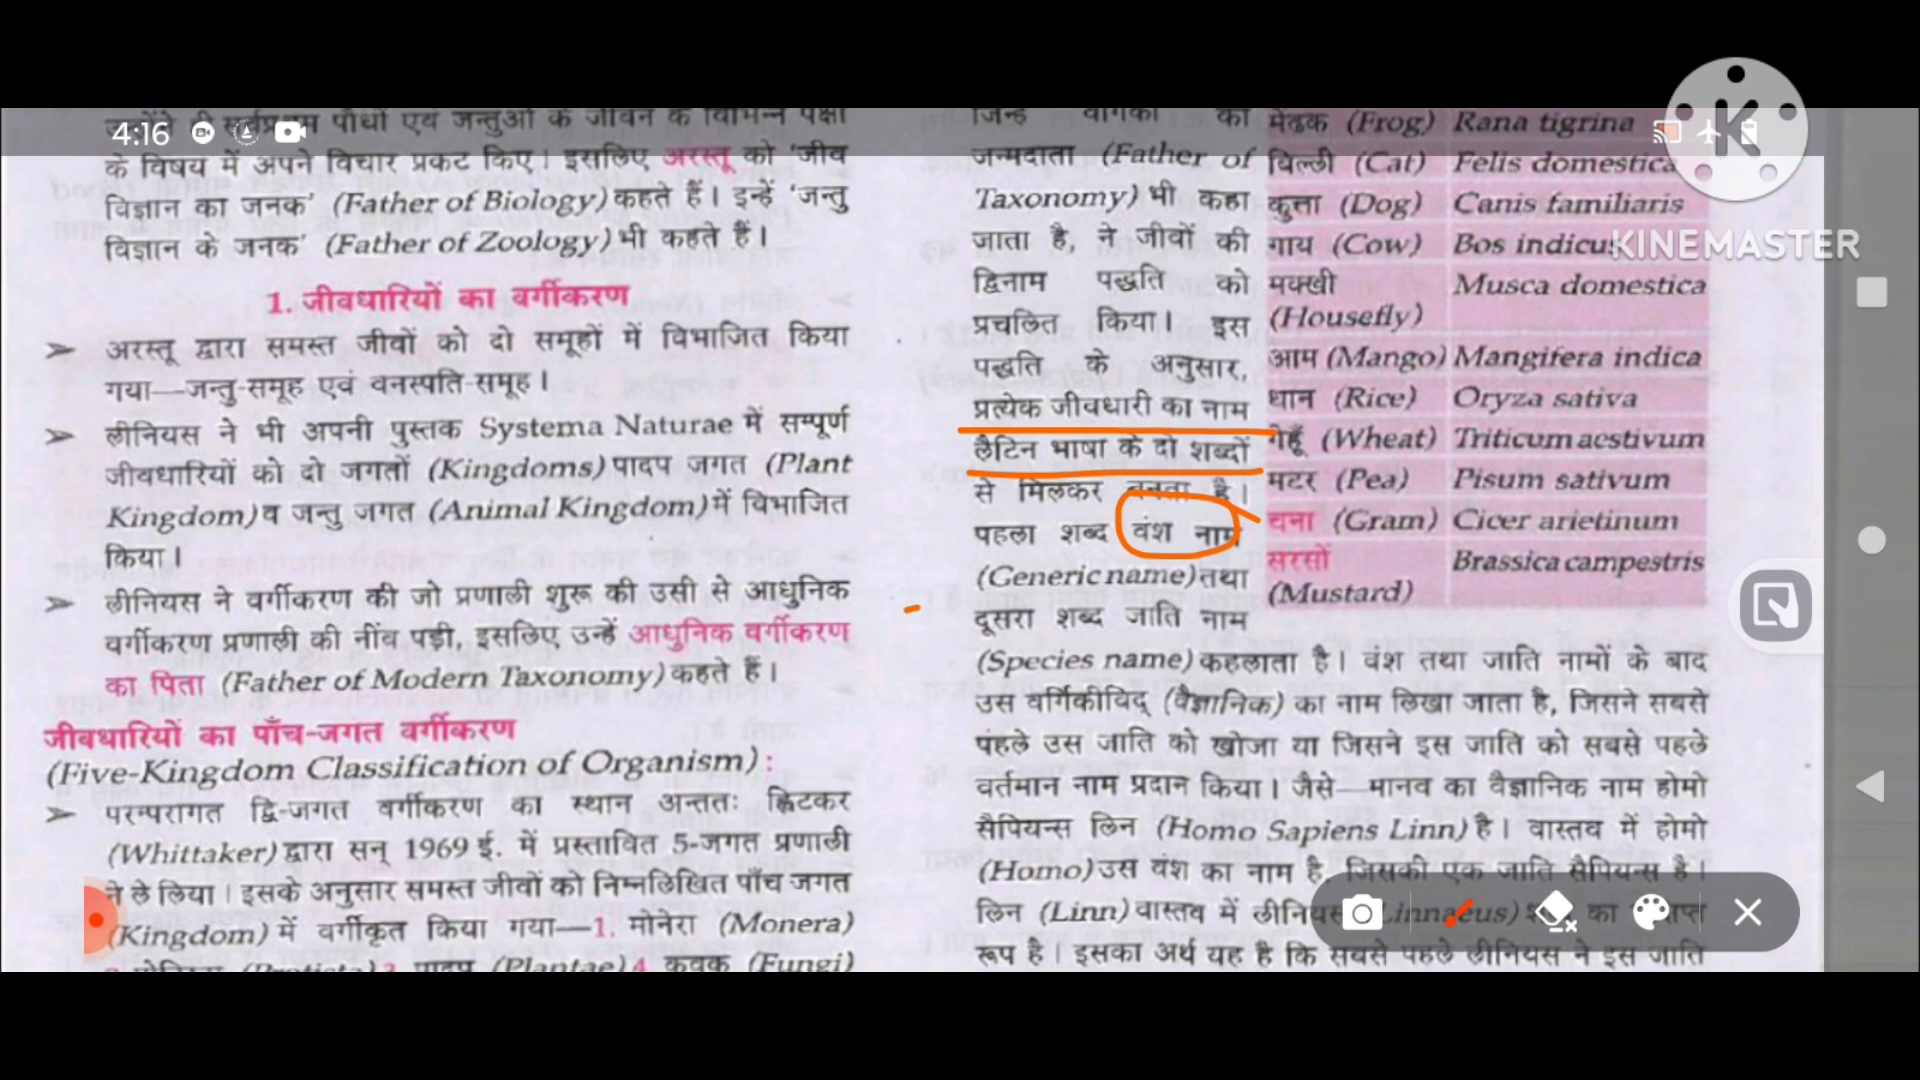 4:16
के विषय में अपने विचार प्रकट किए। इसलिए अरस्तू को 'जीव
विज्ञान का जनक' (Father of Biology) कहते हैं। इन्हें 'जन्तु
विज्ञान के जनक' (Father of Zoology) भी कहते हैं।
1. जीवधारियों का वर्गीकरण
➢ अरस्तू द्वारा समस्त जीवों को दो समूहों में विभाजित किया
गया—जन्तु-समूह एवं वनस्पति-समूह।
➢ लीनियस ने भी अपनी पुस्तक Systema Naturae में सम्पूर्ण
जीवधारियों को दो जगतों (Kingdoms) पादप जगत (Plant
Kingdom) व जन्तु जगत (Animal Kingdom) में विभाजित
किया।
➢ लीनियस ने वर्गीकरण की जो प्रणाली शुरू की उसी से आधुनिक
वर्गीकरण प्रणाली की नींव पड़ी, इसलिए उन्हें आधुनिक वर्गीकरण
का पिता (Father of Modern Taxonomy) कहते हैं।
जीवधारियों का पाँच-जगत वर्गीकरण
(Five-Kingdom Classification of Organism) :
➢ परम्परागत द्वि-जगत वर्गीकरण का स्थान अन्ततः ह्विटकर
(Whittaker) द्वारा सन् 1969 ई. में प्रस्तावित 5-जगत प्रणाली
ने ले लिया। इसके अनुसार समस्त जीवों को निम्नलिखित पाँच जगत
(Kingdom) में वर्गीकृत किया गया—1. मोनेरा (Monera)
(Protista) 3. पादप (Plantae) 4. कवक (Fungi)
जन्मदाता (Father of
Taxonomy) भी कहा
जाता है, ने जीवों की
द्विनाम पद्धति को
प्रचलित किया। इस
पद्धति के अनुसार,
प्रत्येक जीवधारी का नाम
लैटिन भाषा के दो शब्दों
से मिलकर बनता है।
पहला शब्द वंश नाम
(Generic name) तथा
दूसरा शब्द जाति नाम
(Species name) कहलाता है। वंश तथा जाति नामों के बाद
उस वर्गिकीविद् (वैज्ञानिक) का नाम लिखा जाता है, जिसने सबसे
पहले उस जाति को खोजा या जिसने इस जाति को सबसे पहले
वर्तमान नाम प्रदान किया। जैसे—मानव का वैज्ञानिक नाम होमो
सैपियन्स लिन (Homo Sapiens Linn) है। वास्तव में होमो
(Homo) उस वंश का नाम है, जिसकी एक जाति सैपियन्स है।
लिन (Linn) वास्तव में लीनियस (Linnaeus) का
रूप है। इसका अर्थ यह है कि सबसे पहले लीनियस ने इस जाति
मेंढक (Frog) Rana tigrina
बिल्ली (Cat) Felis domestica
कुत्ता (Dog) Canis familiaris
गाय (Cow) Bos indicus
मक्खी Musca domestica
(Housefly)
आम (Mango) Mangifera indica
धान (Rice) Oryza sativa
गेहूँ (Wheat) Triticum aestivum
मटर (Pea) Pisum sativum
चना (Gram) Cicer arietinum
सरसों Brassica campestris
(Mustard)
K
KINEMASTER